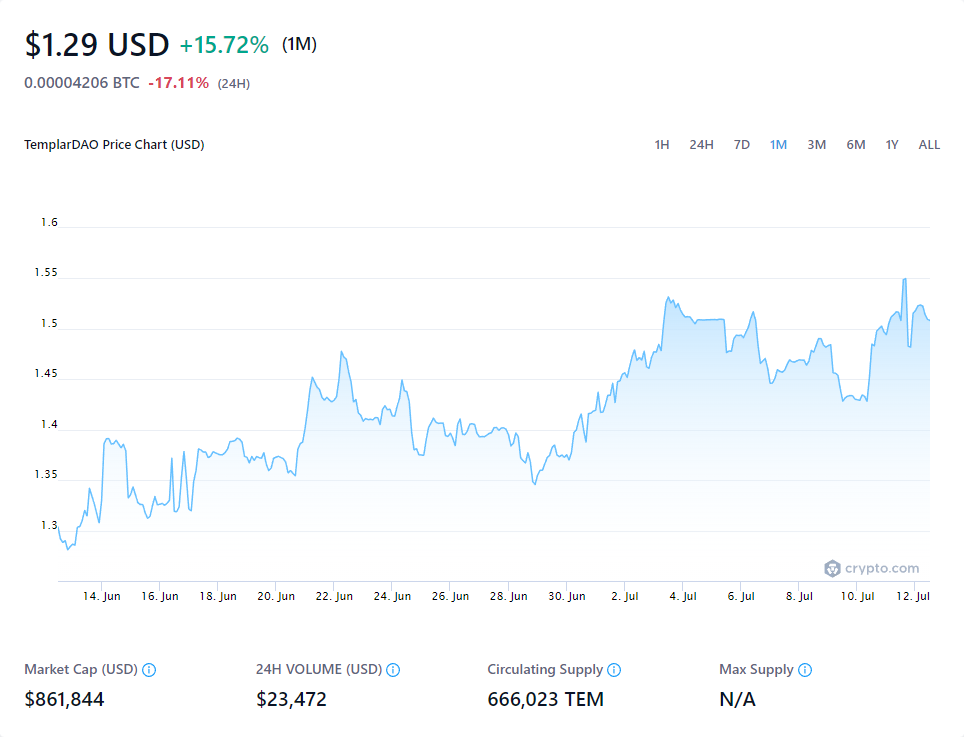 $1.29 USD +15.72% (1M)
0.00004206 BTC -17.11% (24H)
TemplarDAO Price Chart (USD) 1H 24H 7D 1M 3M 6M 1Y ALL
1.6
1.55
1.5
1.45
1.4
1.35
1.3
crypto.com
14. Jun 16. Jun 18. Jun 20. Jun 22. Jun 24. Jun 26. Jun 28. Jun 30. Jun 2. Jul 4. Jul 6. Jul 8. Jul 10. Jul 12. Jul
Market Cap (USD) 24H VOLUME (USD) Circulating Supply Max Supply
$861,844 $23,472 666,023 TEM N/A